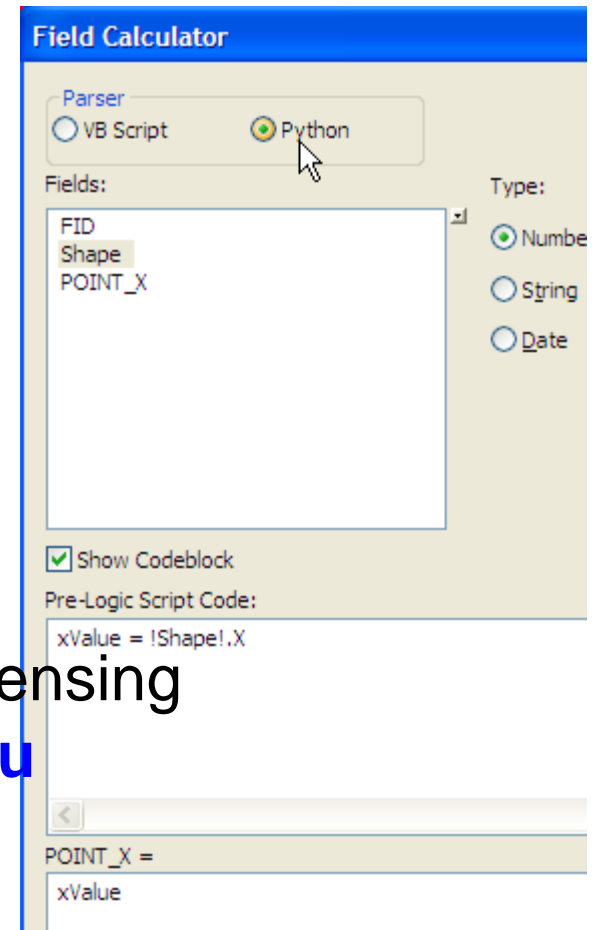 Field Calculator
Parser
VB Script Python
Fields: Type:
FID
Shape
POINT_X
Numbe
String
Date
Show Codeblock
Pre-Logic Script Code:
xValue = !Shape!.X
ensing
u
POINT_X =
xValue